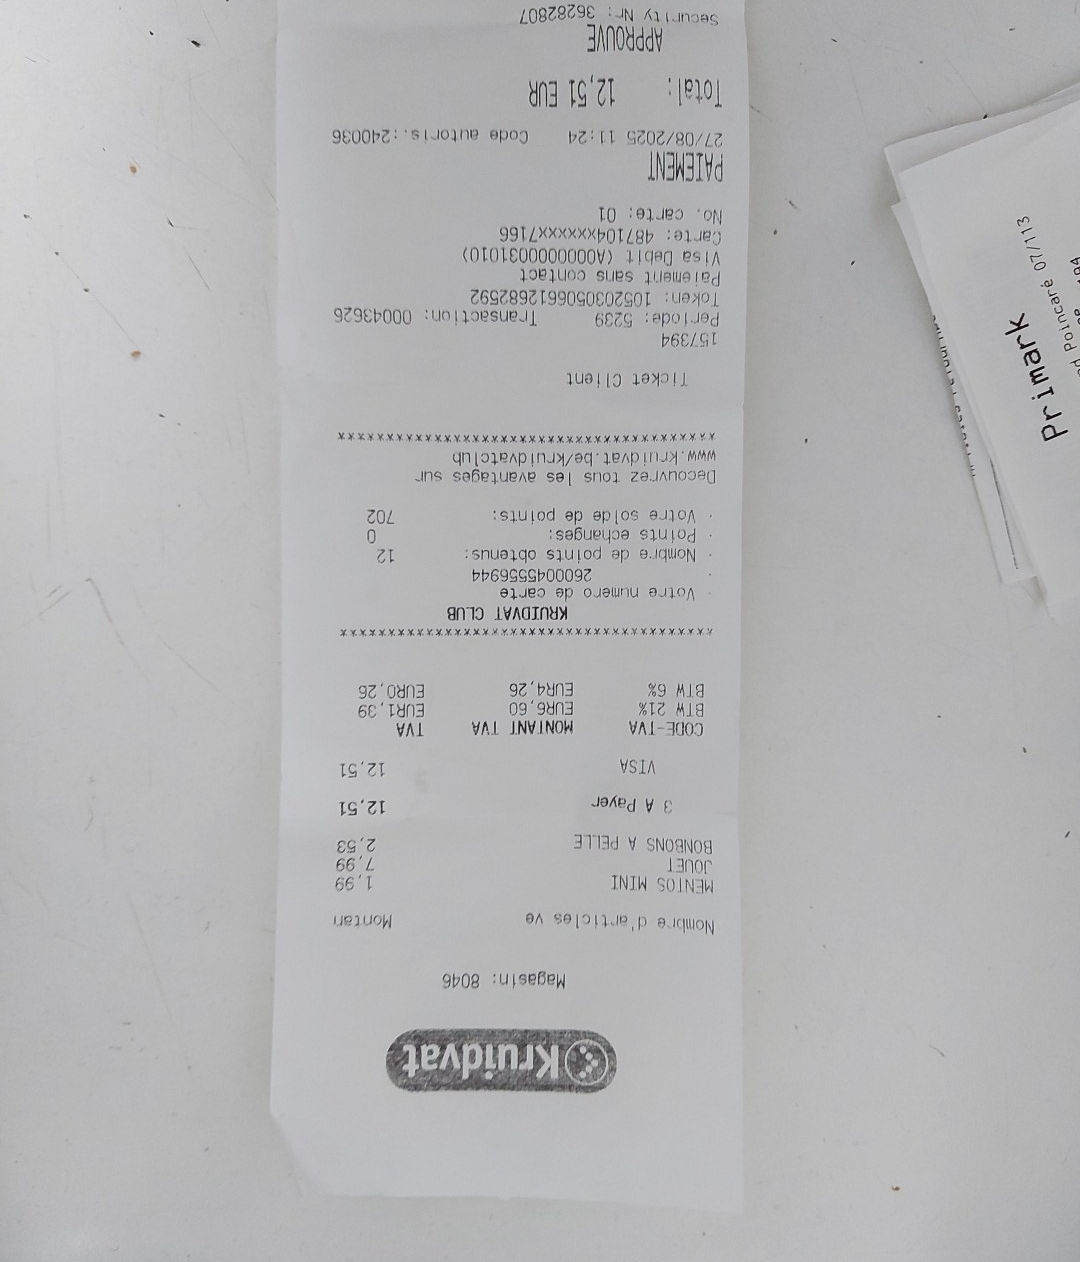 Kruidvat
Magasin: 8046
Nombre d'articles ve Montan
MENTOS MINI 1,99
JOUET 7,99
BONBONS A PELLE 2,53
3 A Payer 12,51
VISA 12,51
CODE-TVA MONTANT TVA TVA
BTW 21% EUR6,60 EUR1,39
BTW 6% EUR4,26 EUR0,26
***************************************
KRUIDVAT CLUB
· Votre numero de carte
· 2600045556944
· Nombre de points obtenus: 12
· Points echanges: 0
· Votre solde de points: 702
Decouvrez tous les avantages sur
www.kruidvat.be/kruidvatclub
***************************************
Ticket Client
157394
Periode: 5239 Transaction: 00043626
Token: 1052030506612682592
Paiement sans contact
Visa Debit (A0000000031010)
Carte: 487104xxxxxx7166
No. carte: 01
PAIEMENT
27/08/2025 11:24 Code autoris.:240036
Total: 12,51 EUR
APPROUVE
Security Nr: 36282807
Primark
Poincaré 07/113